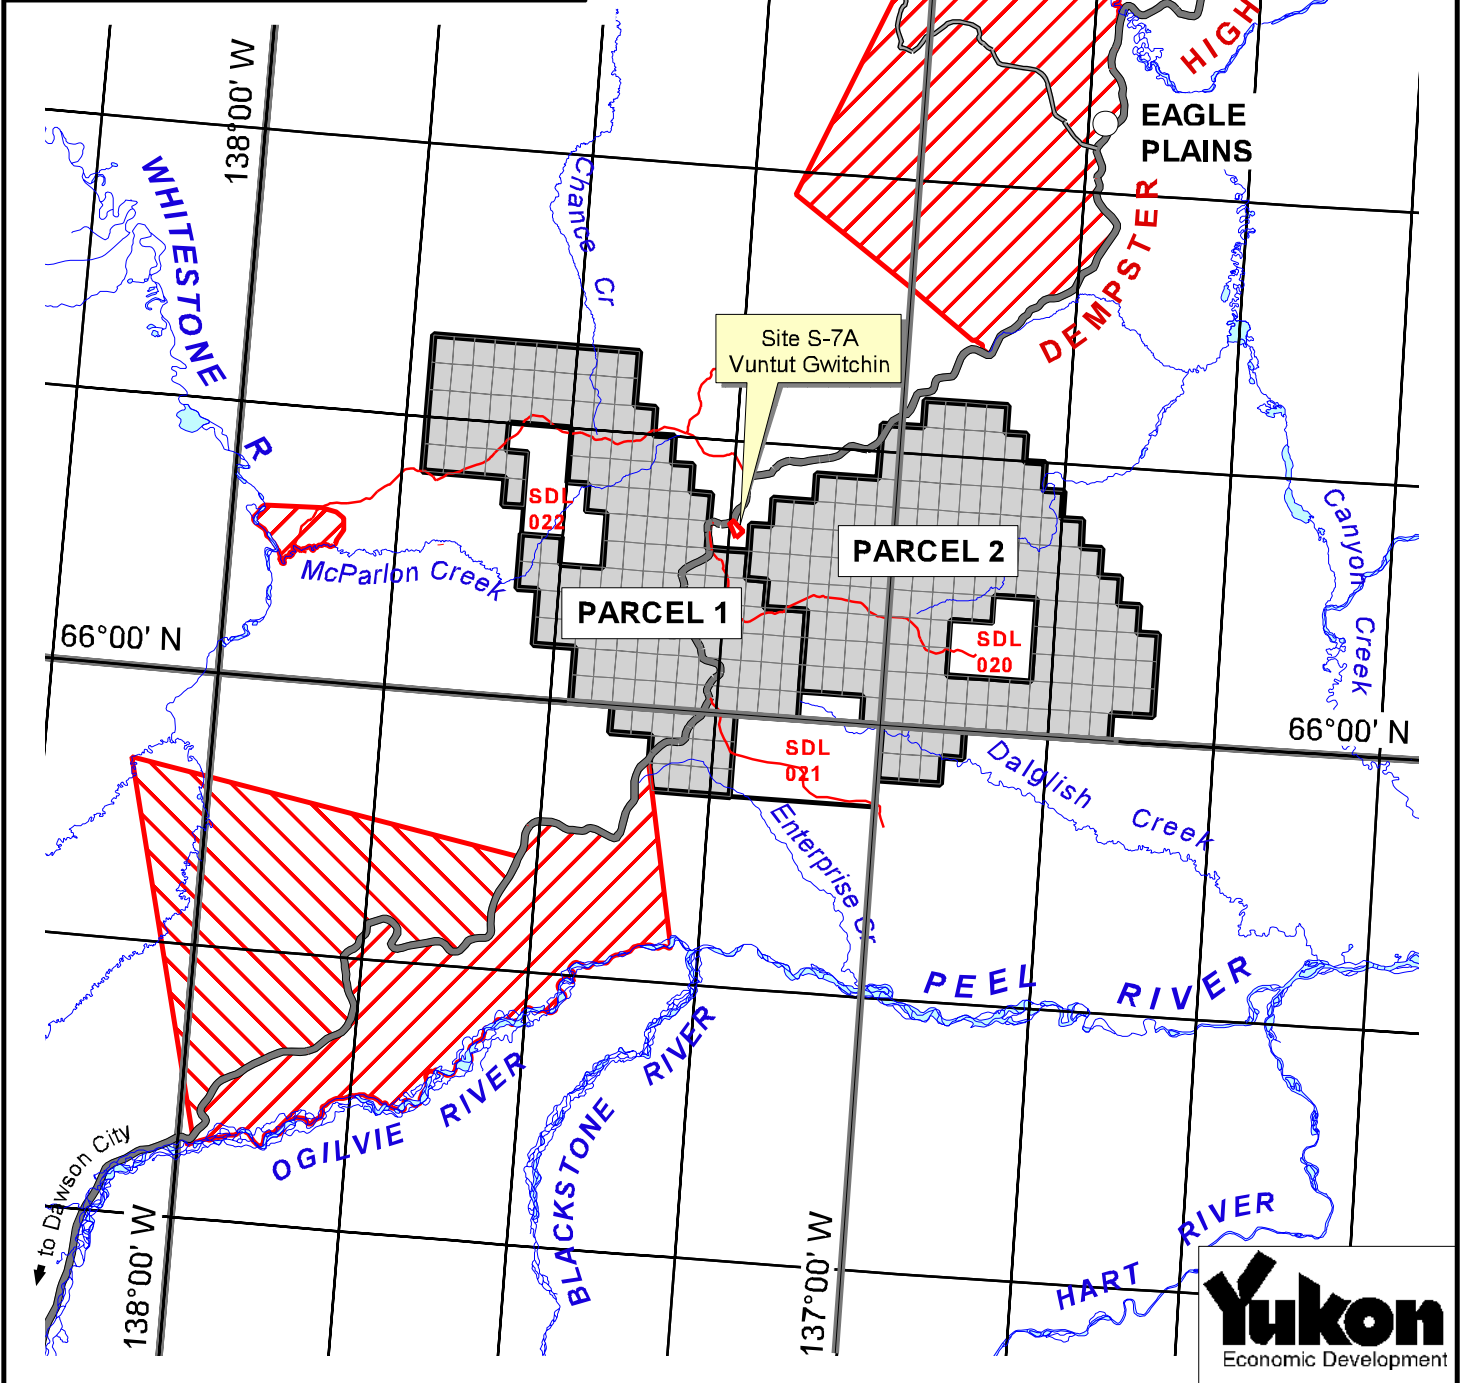 HIGH
EAGLE
PLAINS
138°00' W
WHITESTONE
R
Chance Cr
DEMPSTER
Site S-7A
Vuntut Gwitchin
SDL
022
PARCEL 2
McParlon Creek
PARCEL 1
Canyon Creek
66°00' N
SDL
020
66°00' N
SDL
021
Dalglish Creek
Enterprise Cr
PEEL RIVER
OGILVIE RIVER
BLACKSTONE RIVER
to Dawson City
138°00' W
137°00' W
HART RIVER
Yukon
Economic Development